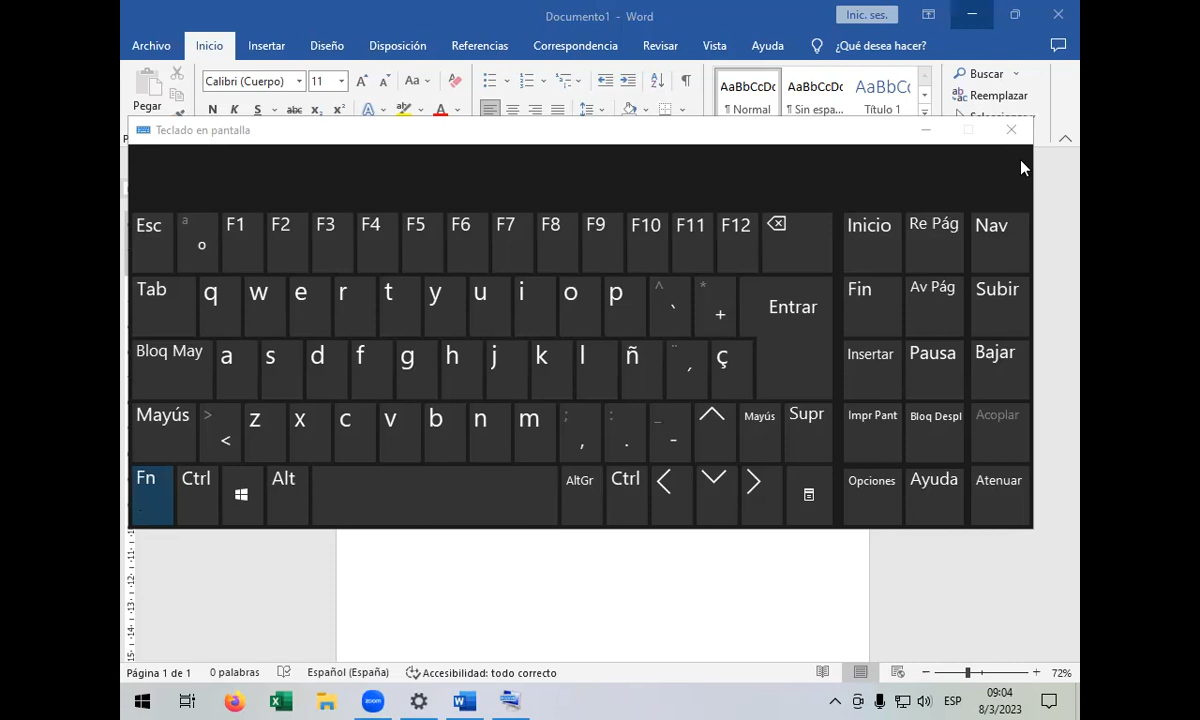 Documento1 - Word
Inic. ses.
Archivo Inicio Insertar Diseño Disposición Referencias Correspondencia Revisar Vista Ayuda ¿Qué desea hacer?
Pegar
Calibri (Cuerpo) 11 A A Aa A
N K S abc x₂ x² A A
AaBbCcDc AaBbCcDc AaBbCc
¶ Normal ¶ Sin espa... Título 1
Buscar
Reemplazar
Teclado en pantalla
Esc ª º F1 F2 F3 F4 F5 F6 F7 F8 F9 F10 F11 F12 Inicio Re Pág Nav
Tab q w e r t y u i o p ^ ` * + Entrar Fin Av Pág Subir
Bloq May a s d f g h j k l ñ ¨ ´ ç Insertar Pausa Bajar
Mayús > < z x c v b n m ; , : . _ - Mayús Supr Impr Pant Bloq Despl Acoplar
Fn Ctrl Alt AltGr Ctrl Opciones Ayuda Atenuar
Página 1 de 1 0 palabras Español (España) Accesibilidad: todo correcto 72%
zoom ESP 09:04
8/3/2023